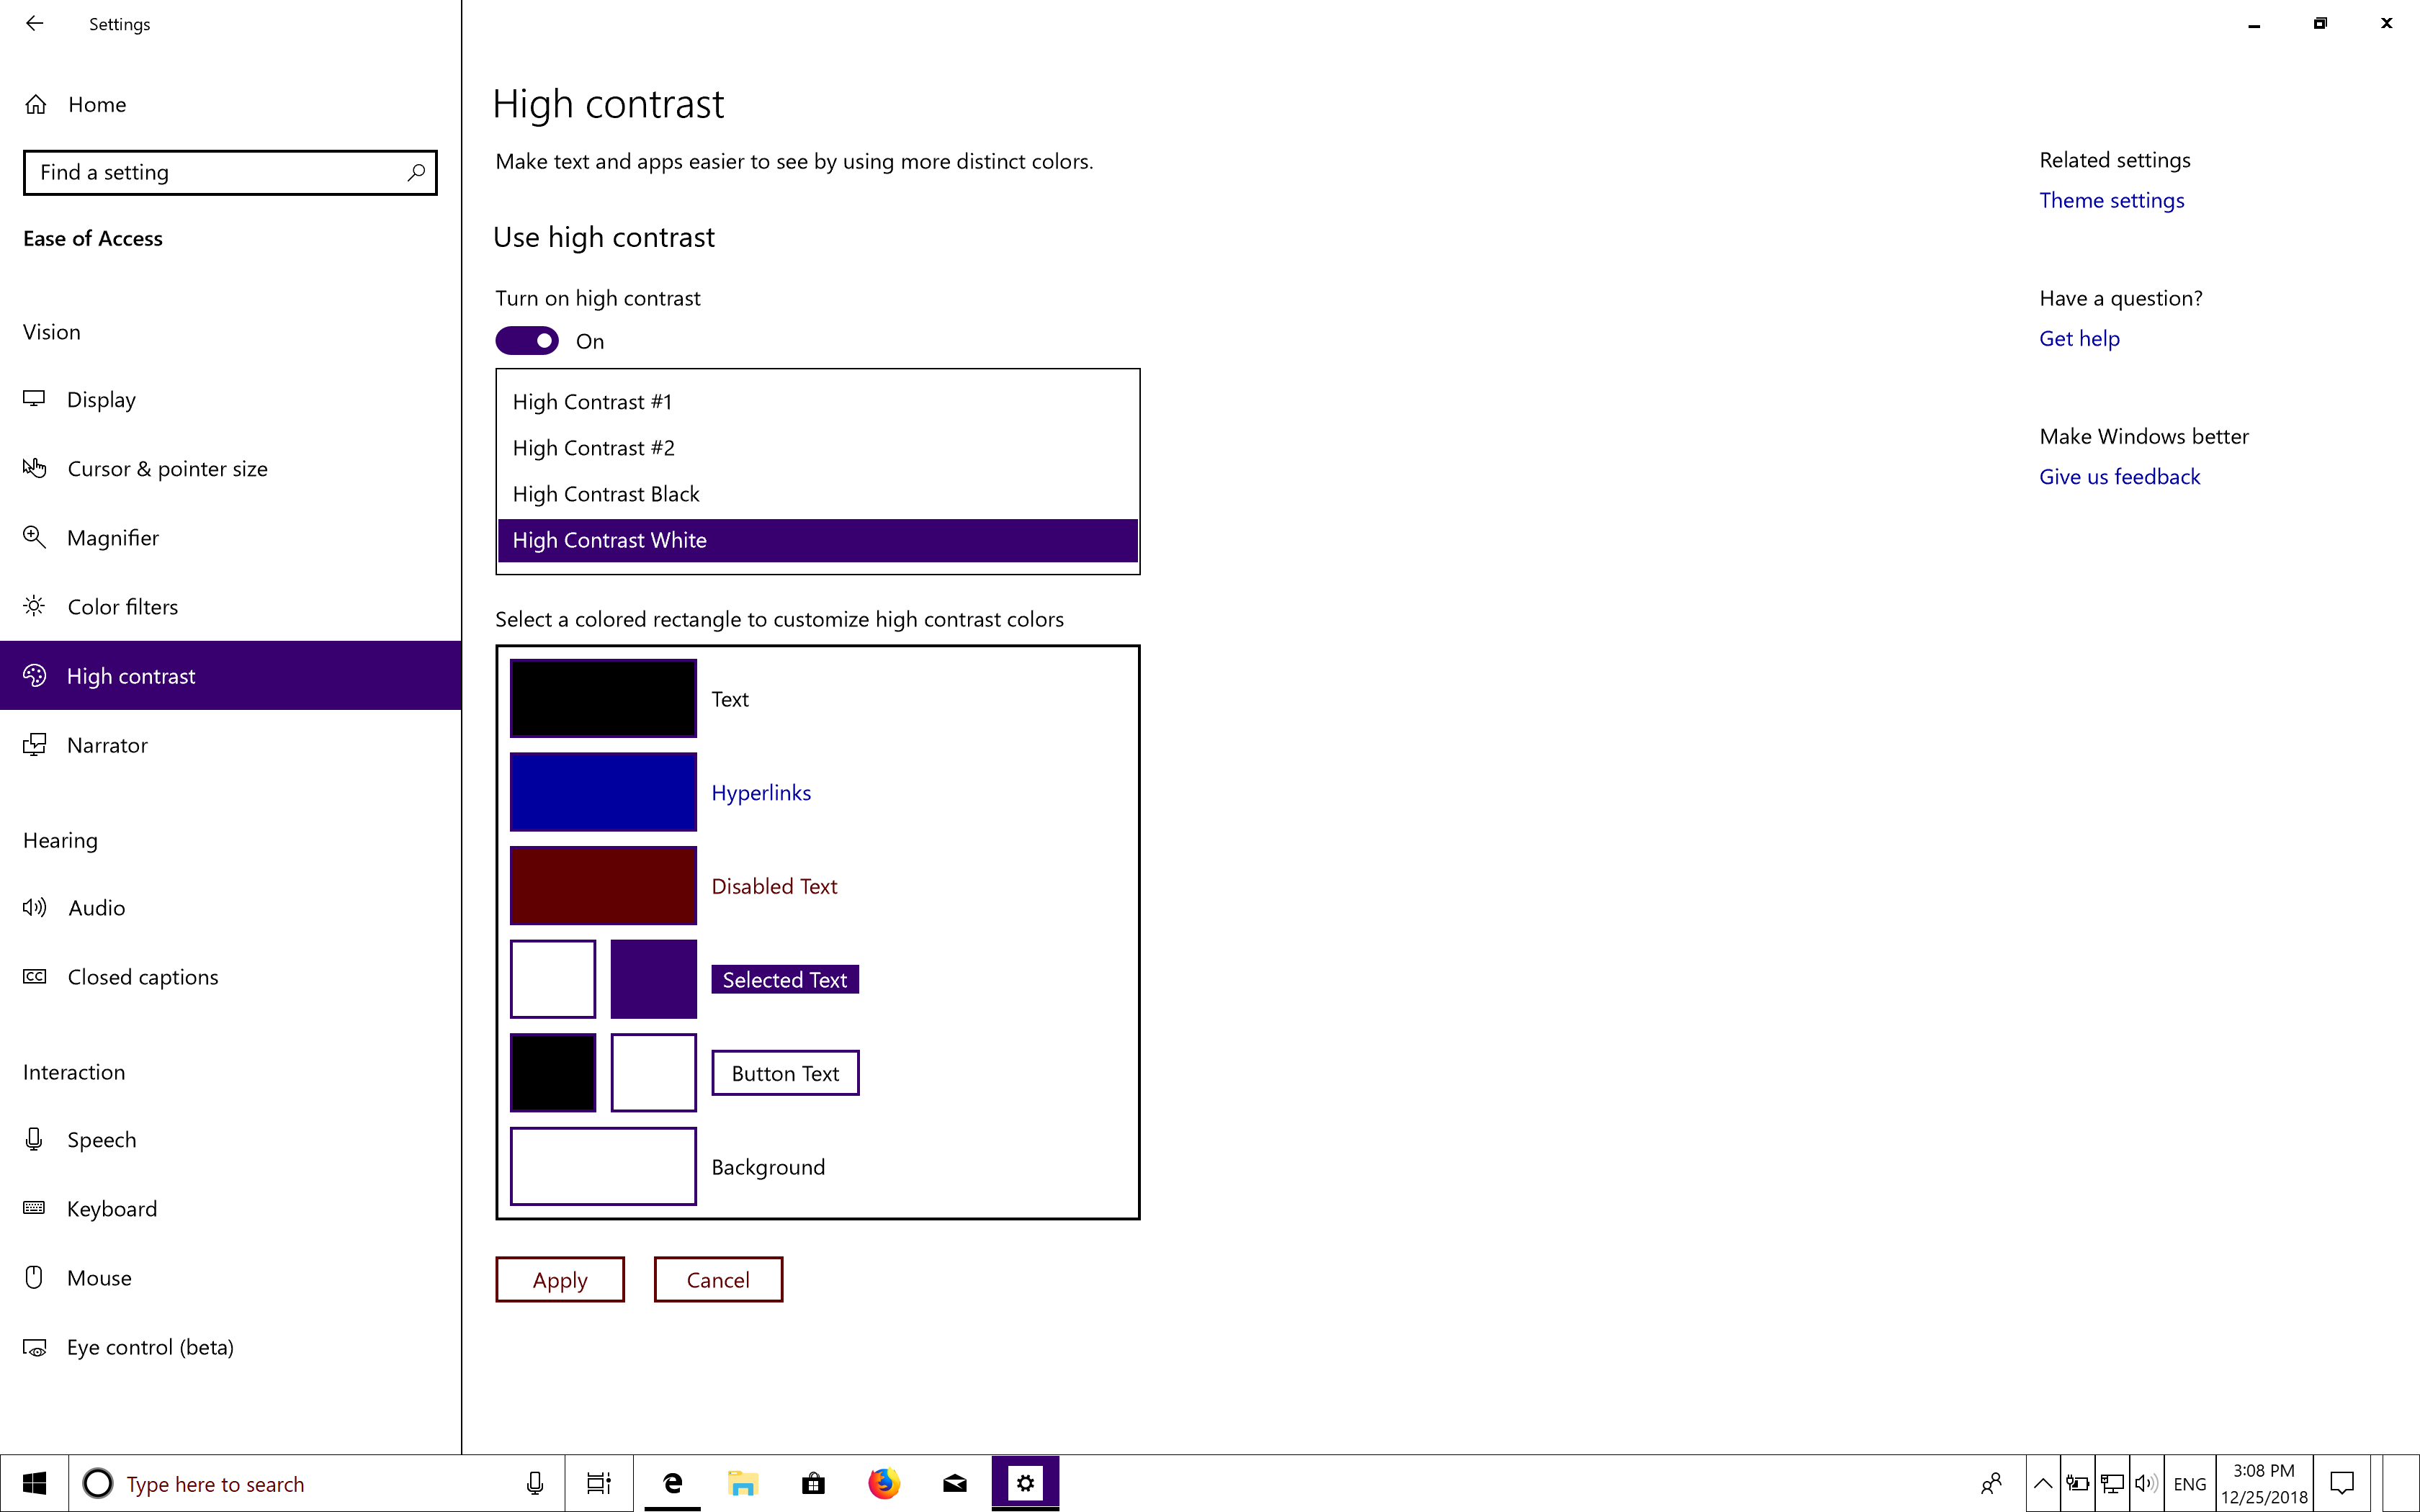 Settings
Home
Find a setting
Ease of Access
Vision
Display
Cursor & pointer size
Magnifier
Color filters
High contrast
Narrator
Hearing
Audio
Closed captions
Interaction
Speech
Keyboard
Mouse
Eye control (beta)
High contrast
Make text and apps easier to see by using more distinct colors.
Use high contrast
Turn on high contrast
On
High Contrast #1
High Contrast #2
High Contrast Black
High Contrast White
Select a colored rectangle to customize high contrast colors
Text
Hyperlinks
Disabled Text
Selected Text
Button Text
Background
Apply
Cancel
Related settings
Theme settings
Have a question?
Get help
Make Windows better
Give us feedback
Type here to search
ENG
3:08 PM
12/25/2018